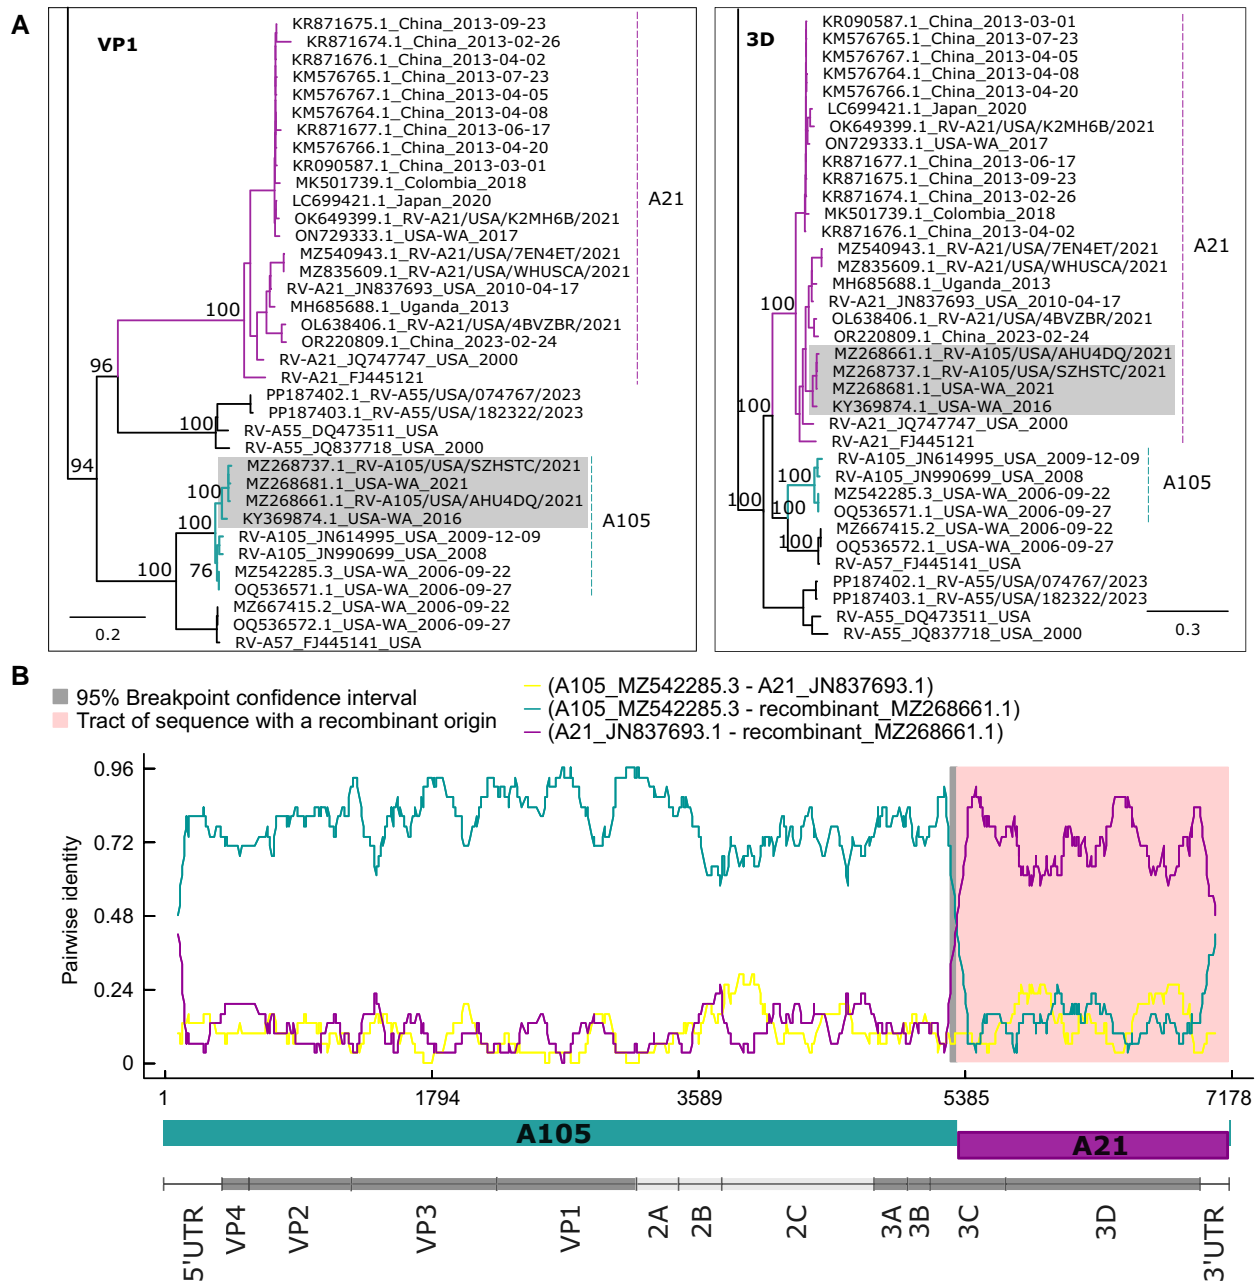 A
VP1
KR871675.1_China_2013-09-23
KR871674.1_China_2013-02-26
KR871676.1_China_2013-04-02
KM576765.1_China_2013-07-23
KM576767.1_China_2013-04-05
KM576764.1_China_2013-04-08
KR871677.1_China_2013-06-17
KM576766.1_China_2013-04-20
KR090587.1_China_2013-03-01
MK501739.1_Colombia_2018
LC699421.1_Japan_2020
OK649399.1_RV-A21/USA/K2MH6B/2021
ON729333.1_USA-WA_2017
MZ540943.1_RV-A21/USA/7EN4ET/2021
MZ835609.1_RV-A21/USA/WHUSCA/2021
RV-A21_JN837693_USA_2010-04-17
MH685688.1_Uganda_2013
OL638406.1_RV-A21/USA/4BVZBR/2021
OR220809.1_China_2023-02-24
RV-A21_JQ747747_USA_2000
RV-A21_FJ445121
PP187402.1_RV-A55/USA/074767/2023
PP187403.1_RV-A55/USA/182322/2023
RV-A55_DQ473511_USA
RV-A55_JQ837718_USA_2000
MZ268737.1_RV-A105/USA/SZHSTC/2021
MZ268681.1_USA-WA_2021
MZ268661.1_RV-A105/USA/AHU4DQ/2021
KY369874.1_USA-WA_2016
RV-A105_JN614995_USA_2009-12-09
RV-A105_JN990699_USA_2008
MZ542285.3_USA-WA_2006-09-22
OQ536571.1_USA-WA_2006-09-27
MZ667415.2_USA-WA_2006-09-22
OQ536572.1_USA-WA_2006-09-27
RV-A57_FJ445141_USA
A21
A105
100
96
100
94
100
100
100
76
0.2
3D
KR090587.1_China_2013-03-01
KM576765.1_China_2013-07-23
KM576767.1_China_2013-04-05
KM576764.1_China_2013-04-08
KM576766.1_China_2013-04-20
LC699421.1_Japan_2020
OK649399.1_RV-A21/USA/K2MH6B/2021
ON729333.1_USA-WA_2017
KR871677.1_China_2013-06-17
KR871675.1_China_2013-09-23
KR871674.1_China_2013-02-26
MK501739.1_Colombia_2018
KR871676.1_China_2013-04-02
MZ540943.1_RV-A21/USA/7EN4ET/2021
MZ835609.1_RV-A21/USA/WHUSCA/2021
MH685688.1_Uganda_2013
RV-A21_JN837693_USA_2010-04-17
OL638406.1_RV-A21/USA/4BVZBR/2021
OR220809.1_China_2023-02-24
MZ268661.1_RV-A105/USA/AHU4DQ/2021
MZ268737.1_RV-A105/USA/SZHSTC/2021
MZ268681.1_USA-WA_2021
KY369874.1_USA-WA_2016
RV-A21_JQ747747_USA_2000
RV-A21_FJ445121
RV-A105_JN614995_USA_2009-12-09
RV-A105_JN990699_USA_2008
MZ542285.3_USA-WA_2006-09-22
OQ536571.1_USA-WA_2006-09-27
MZ667415.2_USA-WA_2006-09-22
OQ536572.1_USA-WA_2006-09-27
RV-A57_FJ445141_USA
PP187402.1_RV-A55/USA/074767/2023
PP187403.1_RV-A55/USA/182322/2023
RV-A55_DQ473511_USA
RV-A55_JQ837718_USA_2000
A21
A105
100
100
100
100
100
100
0.3
B
95% Breakpoint confidence interval
Tract of sequence with a recombinant origin
(A105_MZ542285.3 - A21_JN837693.1)
(A105_MZ542285.3 - recombinant_MZ268661.1)
(A21_JN837693.1 - recombinant_MZ268661.1)
Pairwise identity
0.96
0.72
0.48
0.24
0
1
1794
3589
5385
7178
A105
A21
5'UTR
VP4
VP2
VP3
VP1
2A
2B
2C
3A
3B
3C
3D
3'UTR